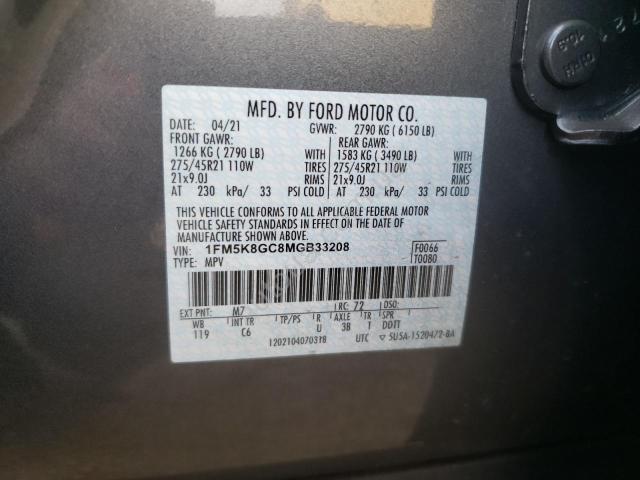 MFD. BY FORD MOTOR CO.
DATE: 04/21 GVWR: 2790 KG ( 6150 LB)
FRONT GAWR: REAR GAWR:
1266 KG ( 2790 LB) WITH 1583 KG ( 3490 LB) WITH
275/45R21 110W TIRES 275/45R21 110W TIRES
21x9.0J RIMS 21x9.0J RIMS
AT 230 kPa/ 33 PSI COLD AT 230 kPa/ 33 PSI COLD
THIS VEHICLE CONFORMS TO ALL APPLICABLE FEDERAL MOTOR
VEHICLE SAFETY STANDARDS IN EFFECT ON THE DATE OF
MANUFACTURE SHOWN ABOVE.
VIN: 1FM5K8GC8MGB33208 F0066
TYPE: MPV T0080
EXT PNT: M7 RC: 72 DSO:
WB INT TR TP/PS R AXLE TR SPR
119 C6 U 3B 1 DDTT
1202104070318 UTC ▽ 5U5A-1520472-BA